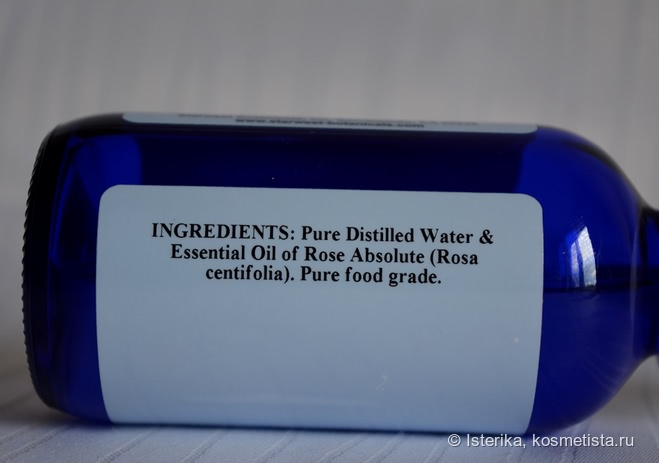 INGREDIENTS: Pure Distilled Water &
Essential Oil of Rose Absolute (Rosa
centifolia). Pure food grade.
© Isterika, kosmetista.ru